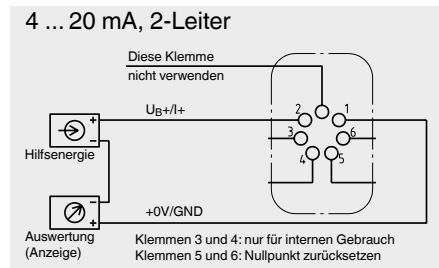 4 ... 20 mA, 2-Leiter
Diese Klemme
nicht verwenden
UB+/I+
2
1
3
6
4
5
+
-
Hilfsenergie
-
+
+0V/GND
Auswertung
(Anzeige)
Klemmen 3 und 4: nur für internen Gebrauch
Klemmen 5 und 6: Nullpunkt zurücksetzen